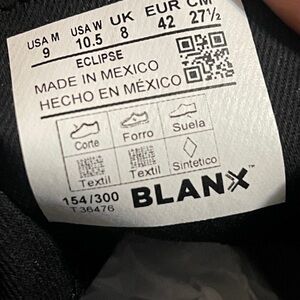 USA M USA W UK EUR CM
9 10.5 8 42 27½
ECLIPSE
MADE IN MEXICO
HECHO EN MÉXICO
Corte Forro Suela
Textil Textil Sintetico
154/300
T36476
BLANX™